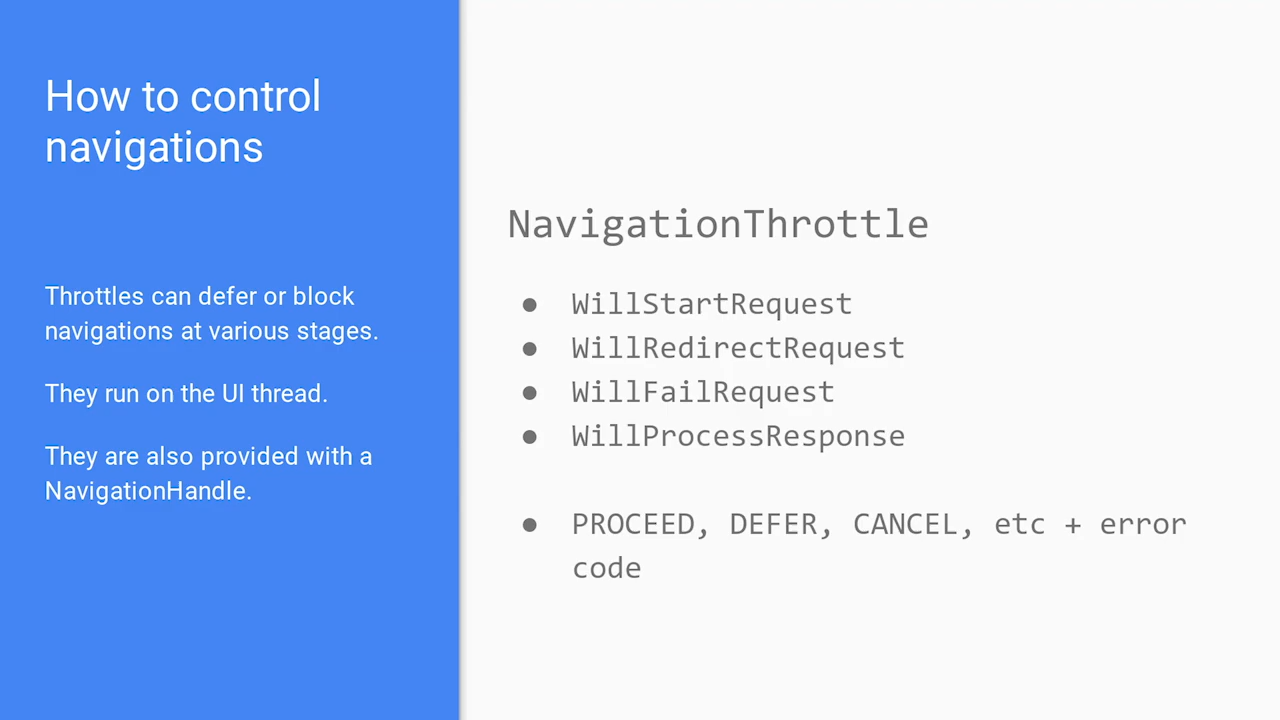 How to control
navigations
Throttles can defer or block
navigations at various stages.
They run on the UI thread.
They are also provided with a
NavigationHandle.
NavigationThrottle
● WillStartRequest
● WillRedirectRequest
● WillFailRequest
● WillProcessResponse
● PROCEED, DEFER, CANCEL, etc + error
code